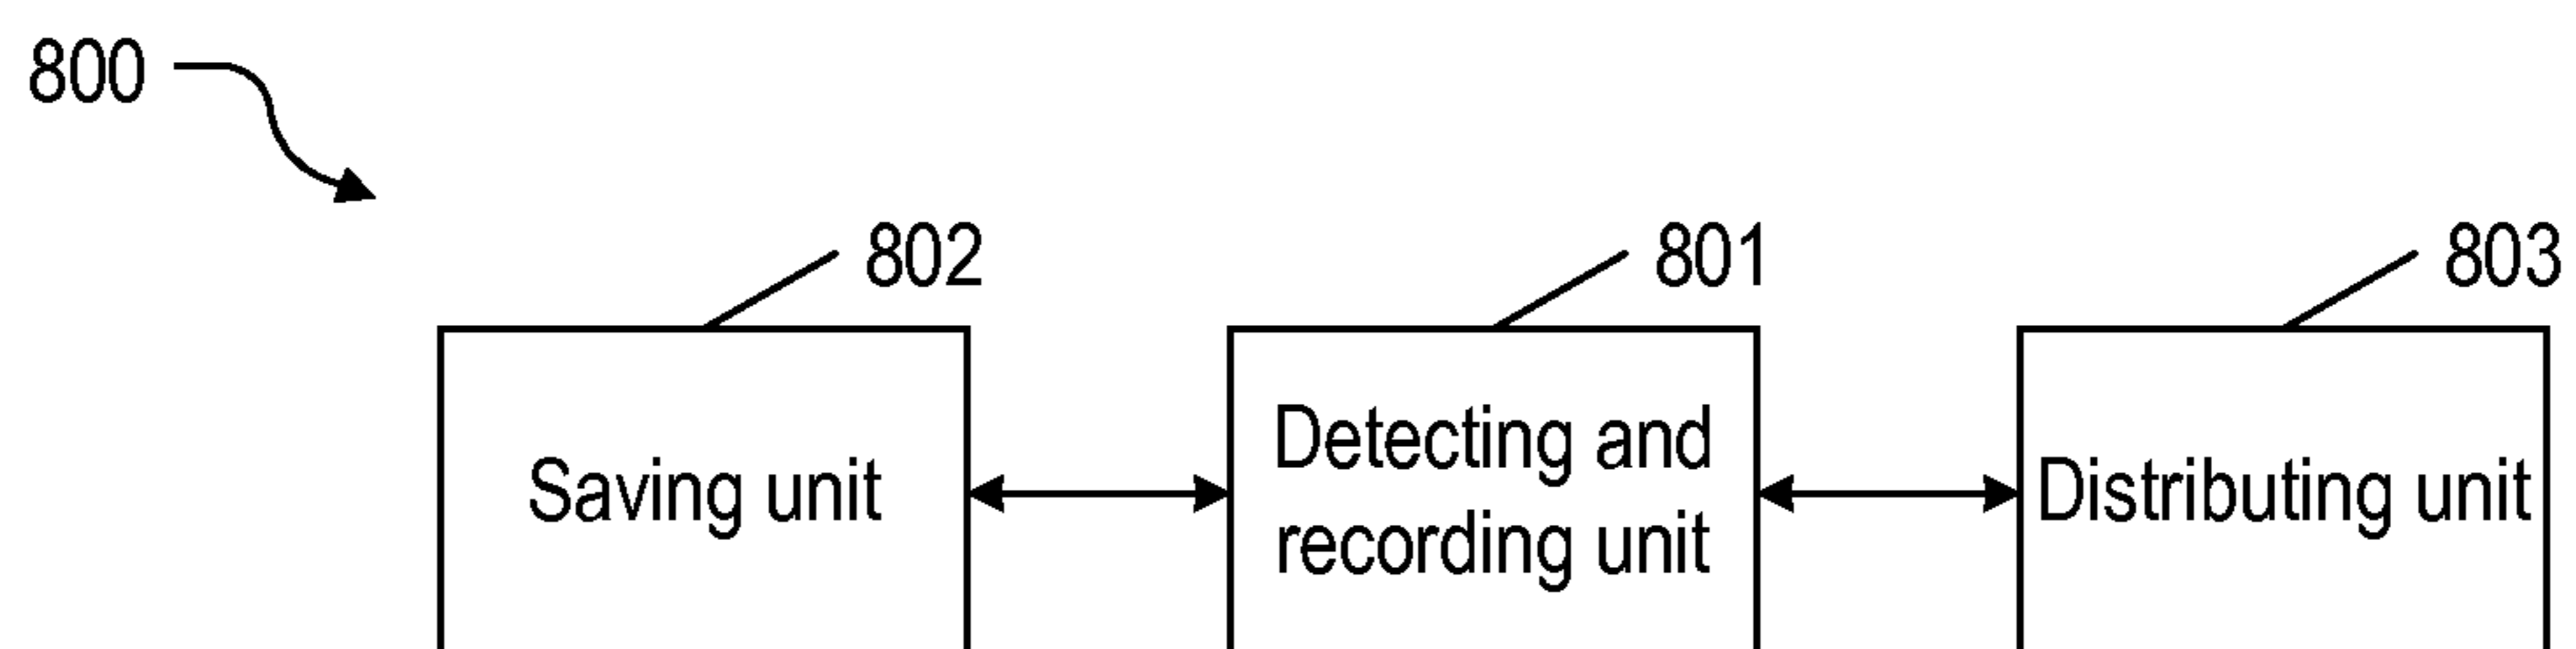 800
802
801
803
Saving unit
Detecting and
recording unit
Distributing unit